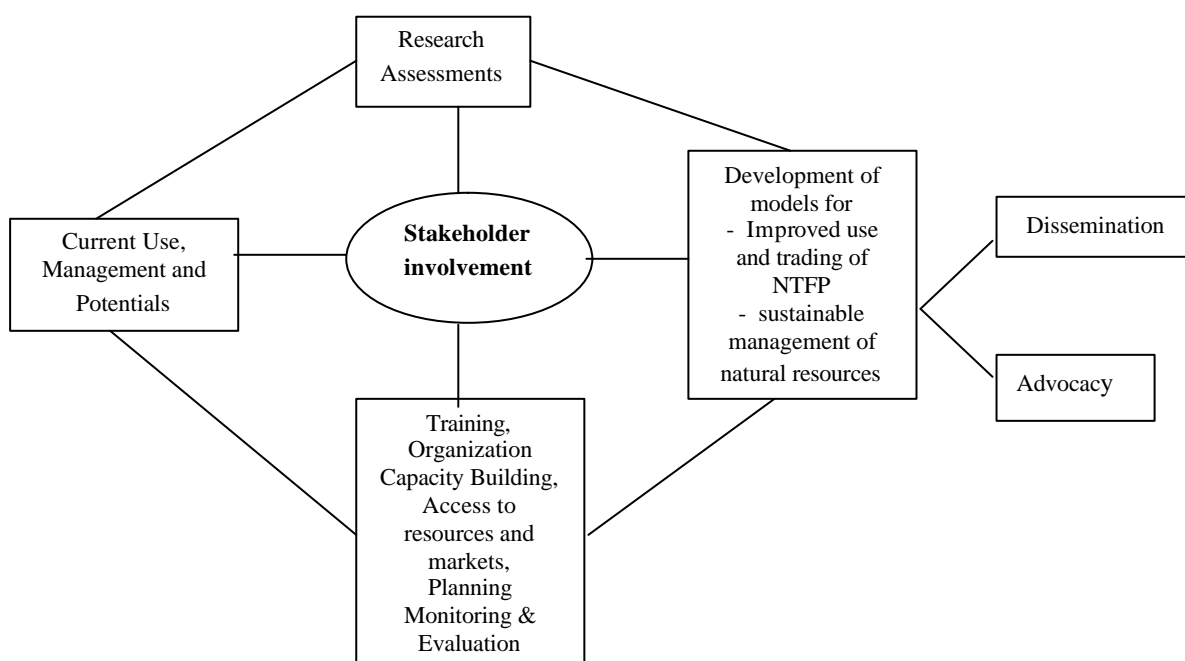 Research
Assessments
Current Use,
Management and
Potentials
Stakeholder
involvement
Development of
models for
- Improved use
and trading of
NTFP
- sustainable
management of
natural resources
Dissemination
Advocacy
Training,
Organization
Capacity Building,
Access to
resources and
markets,
Planning
Monitoring &
Evaluation